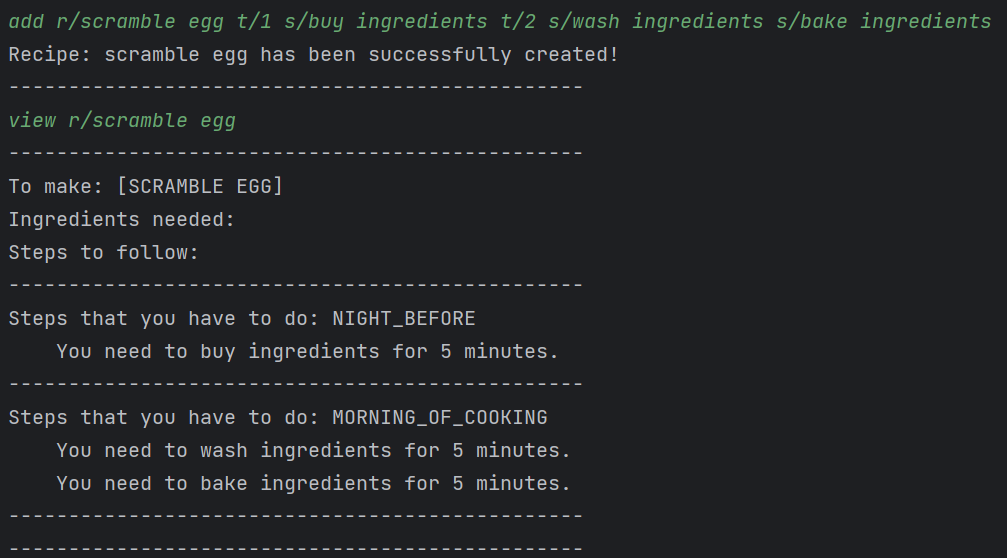 add r/scramble egg t/1 s/buy ingredients t/2 s/wash ingredients s/bake ingredients
Recipe: scramble egg has been successfully created!
------------------------------------------------
view r/scramble egg
------------------------------------------------
To make: [SCRAMBLE EGG]
Ingredients needed:
Steps to follow:
------------------------------------------------
Steps that you have to do: NIGHT_BEFORE
    You need to buy ingredients for 5 minutes.
------------------------------------------------
Steps that you have to do: MORNING_OF_COOKING
    You need to wash ingredients for 5 minutes.
    You need to bake ingredients for 5 minutes.
------------------------------------------------
------------------------------------------------